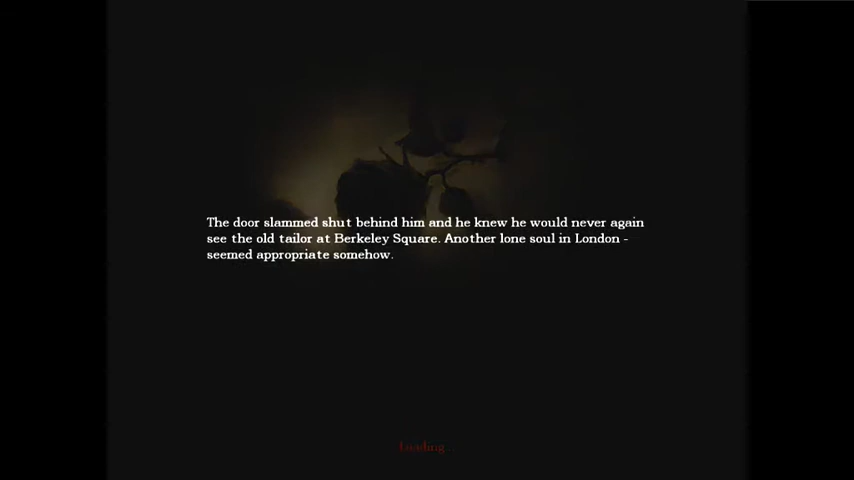 The door slammed shut behind him and he knew he would never again
see the old tailor at Berkeley Square. Another lone soul in London -
seemed appropriate somehow.
Loading...